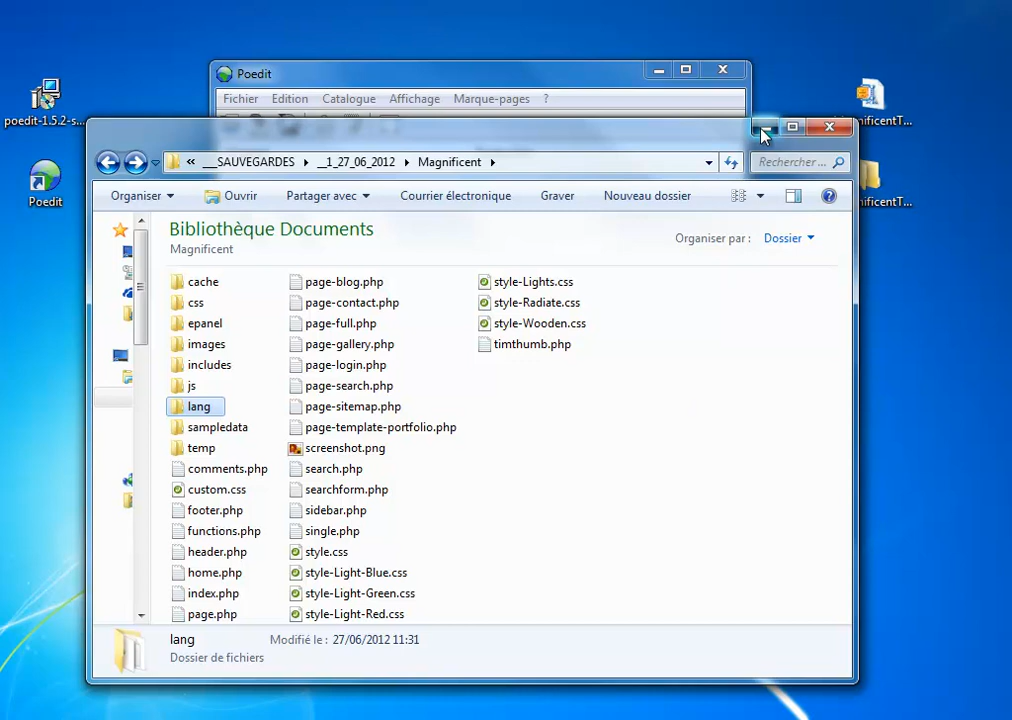 Poedit
Fichier Edition Catalogue Affichage Marque-pages ?
poedit-1.5.2-s...
Poedit
nificentT...
nificentT...
« ___SAUVEGARDES __1_27_06_2012 Magnificent
Rechercher ...
Organiser Ouvrir Partager avec Courrier électronique Graver Nouveau dossier
Bibliothèque Documents
Magnificent
Organiser par : Dossier
cache
css
epanel
images
includes
js
lang
sampledata
temp
comments.php
custom.css
footer.php
functions.php
header.php
home.php
index.php
page.php
page-blog.php
page-contact.php
page-full.php
page-gallery.php
page-login.php
page-search.php
page-sitemap.php
page-template-portfolio.php
screenshot.png
search.php
searchform.php
sidebar.php
single.php
style.css
style-Light-Blue.css
style-Light-Green.css
style-Light-Red.css
style-Lights.css
style-Radiate.css
style-Wooden.css
timthumb.php
lang Modifié le : 27/06/2012 11:31
Dossier de fichiers